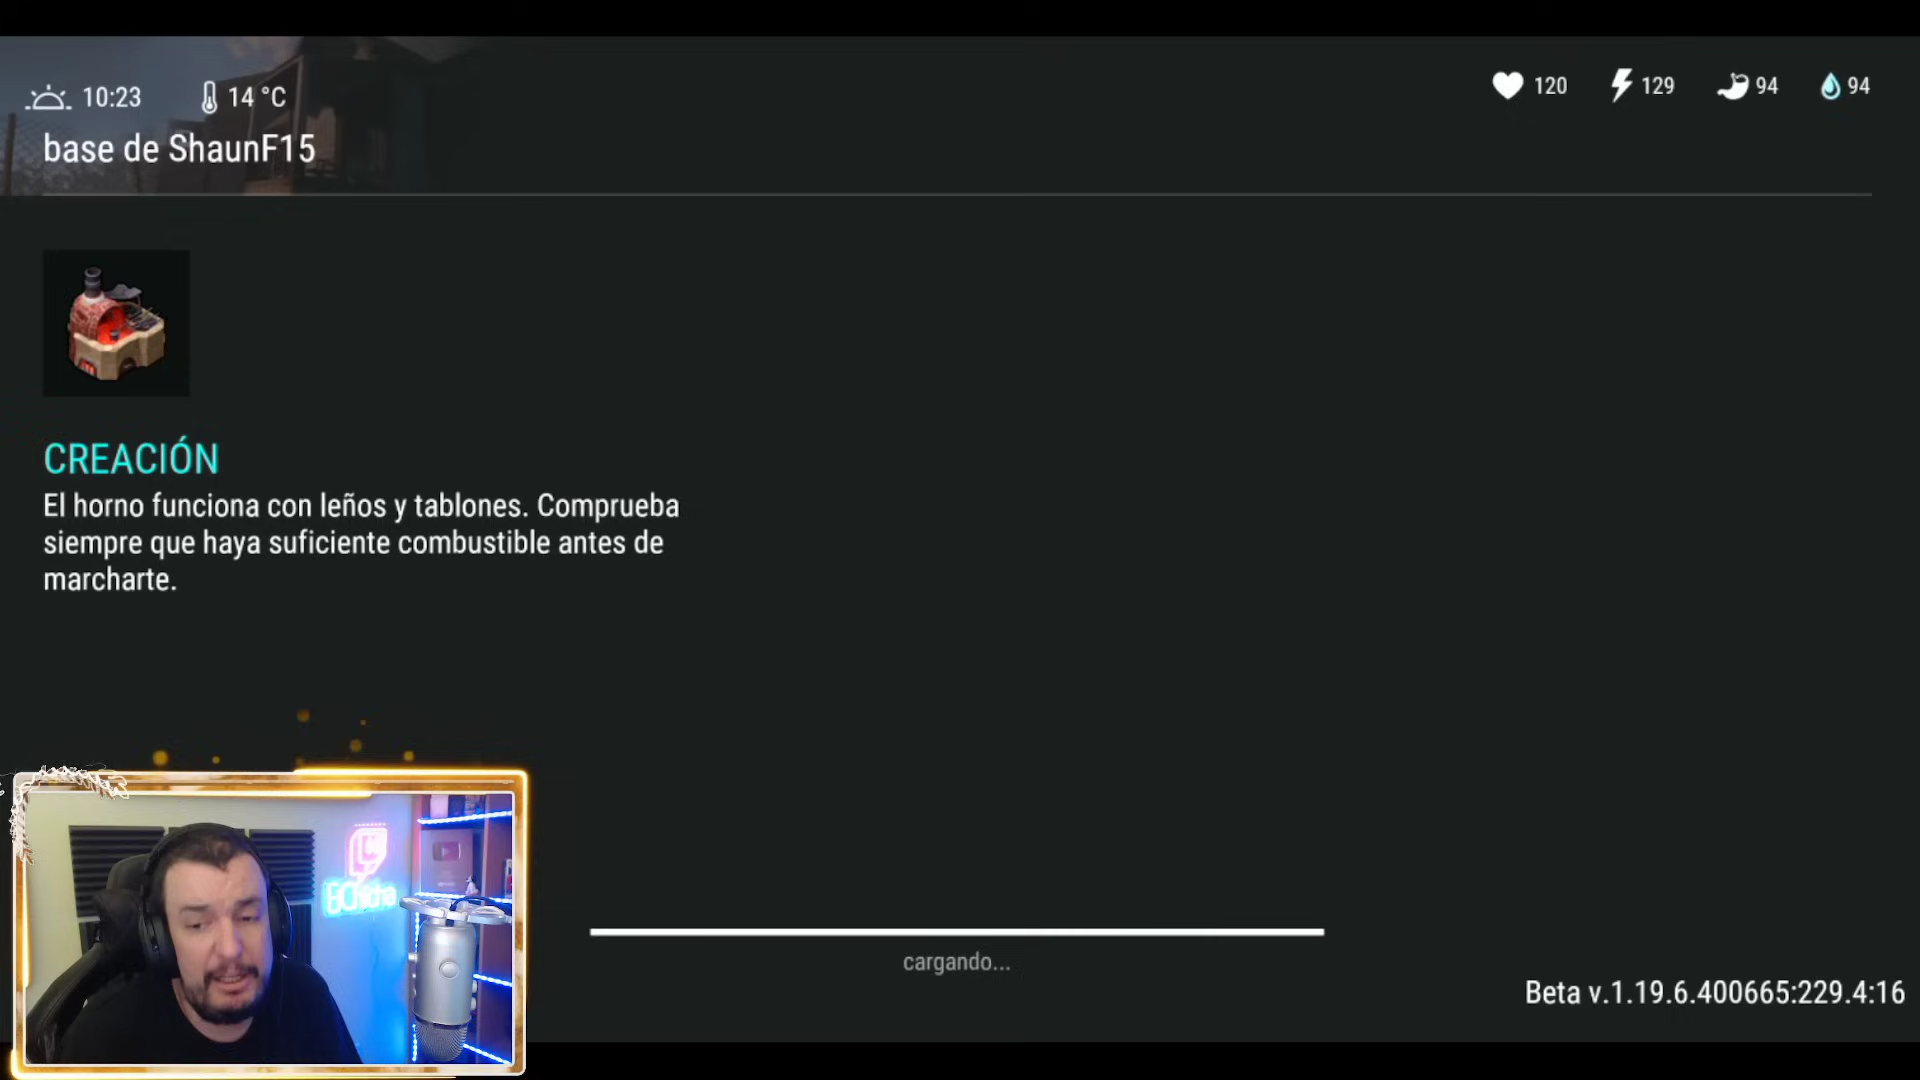 10:23
14 °C
120
129
94
94
base de ShaunF15
CREACIÓN
El horno funciona con leños y tablones. Comprueba
siempre que haya suficiente combustible antes de
marcharte.
cargando...
Beta v.1.19.6.400665:229.4:16